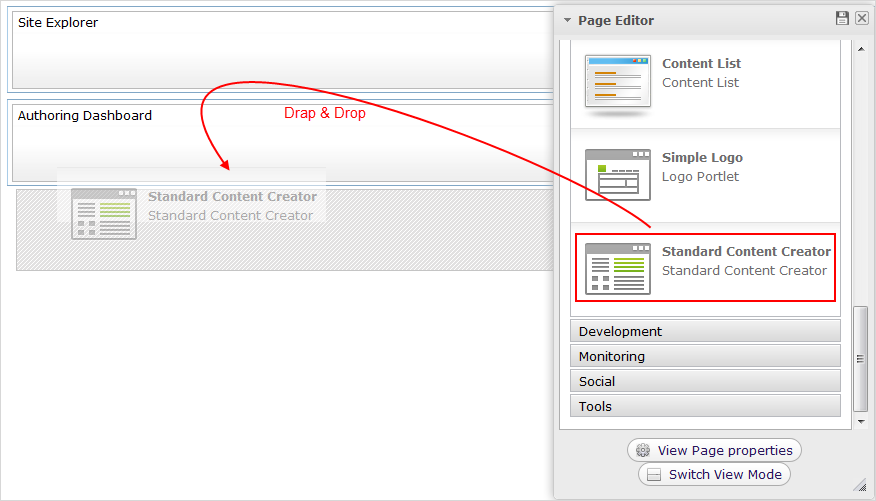 Site Explorer
Authoring Dashboard
Drap & Drop
Standard Content Creator
Standard Content Creator
Page Editor
Content List
Content List
Simple Logo
Logo Portlet
Standard Content Creator
Standard Content Creator
Development
Monitoring
Social
Tools
View Page properties
Switch View Mode